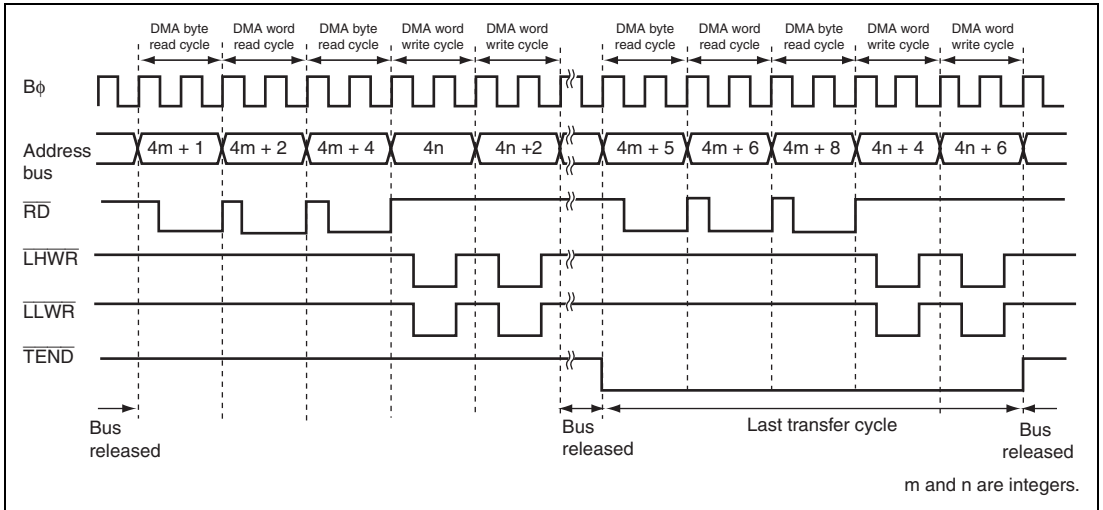 DMA byte read cycle
DMA word read cycle
DMA byte read cycle
DMA word write cycle
DMA word write cycle
DMA byte read cycle
DMA word read cycle
DMA byte read cycle
DMA word write cycle
DMA word write cycle
Bϕ
Address bus
4m + 1
4m + 2
4m + 4
4n
4n +2
4m + 5
4m + 6
4m + 8
4n + 4
4n + 6
RD
LHWR
LLWR
TEND
Bus released
Bus released
Last transfer cycle
Bus released
m and n are integers.